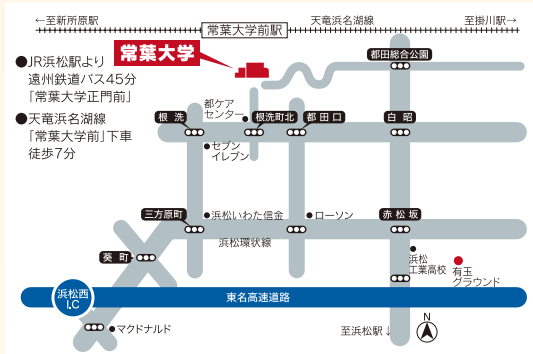 ←至新所原駅
常葉大学前駅
天竜浜名湖線
至掛川駅→
常葉大学
都田総合公園
●JR浜松駅より
遠州鉄道バス45分
「常葉大学正門前」
●天竜浜名湖線
「常葉大学前」下車
徒歩7分
都ケア
センター
根洗
根洗町北
都田口
白昭
セブン
イレブン
三方原町
浜松いわた信金
ローソン
赤松坂
浜松環状線
葵町
浜松
工業高校
有玉
グラウンド
浜松西
I.C
東名高速道路
マクドナルド
至浜松駅↓
N